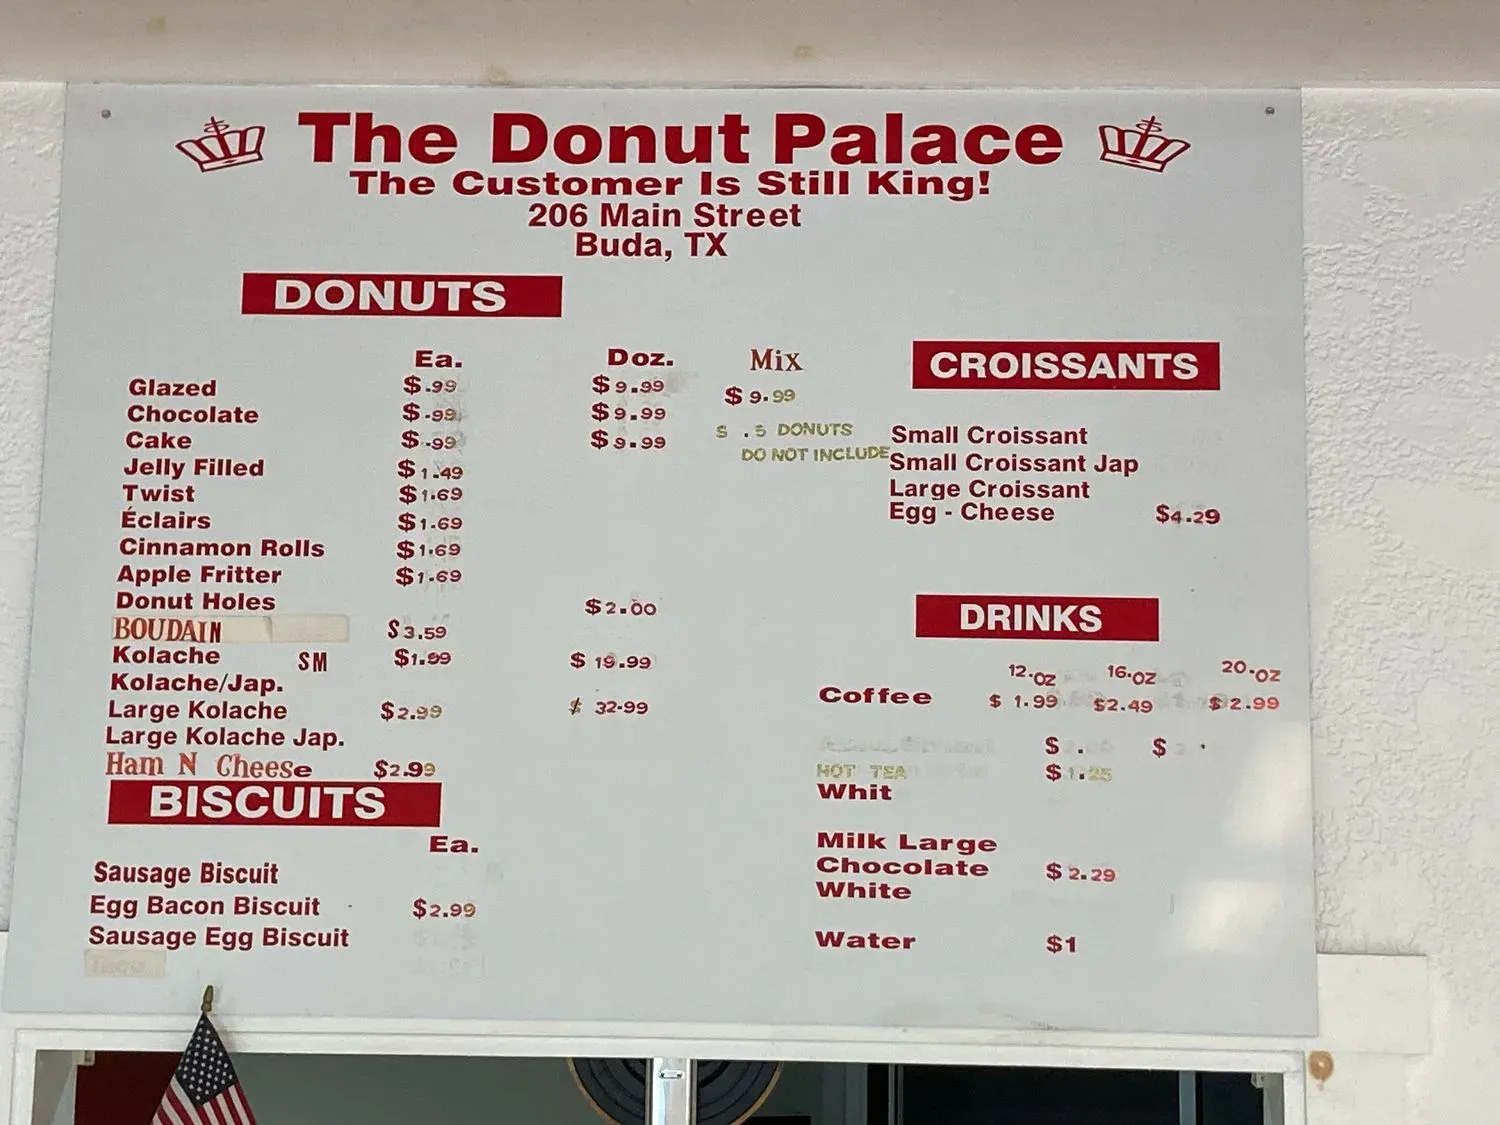 The Donut Palace
The Customer Is Still King!
206 Main Street
Buda, TX
DONUTS
Ea. Doz. Mix
Glazed $.99 $9.99 $9.99
Chocolate $.99 $9.99
Cake $.99 $9.99
$ .5 DONUTS
DO NOT INCLUDE
Jelly Filled $1.49
Twist $1.69
Éclairs $1.69
Cinnamon Rolls $1.69
Apple Fritter $1.69
Donut Holes $2.00
BOUDAIN $3.59
Kolache SM $1.99 $19.99
Kolache/Jap.
Large Kolache $2.99 $32.99
Large Kolache Jap.
Ham N Cheese $2.99
BISCUITS
Ea.
Sausage Biscuit
Egg Bacon Biscuit $2.99
Sausage Egg Biscuit
CROISSANTS
Small Croissant
Small Croissant Jap
Large Croissant
Egg - Cheese $4.29
DRINKS
12.oz 16.oz 20.oz
Coffee $1.99 $2.49 $2.99
$ . $ .
HOT TEA $1.25
Whit
Milk Large
Chocolate $2.29
White
Water $1